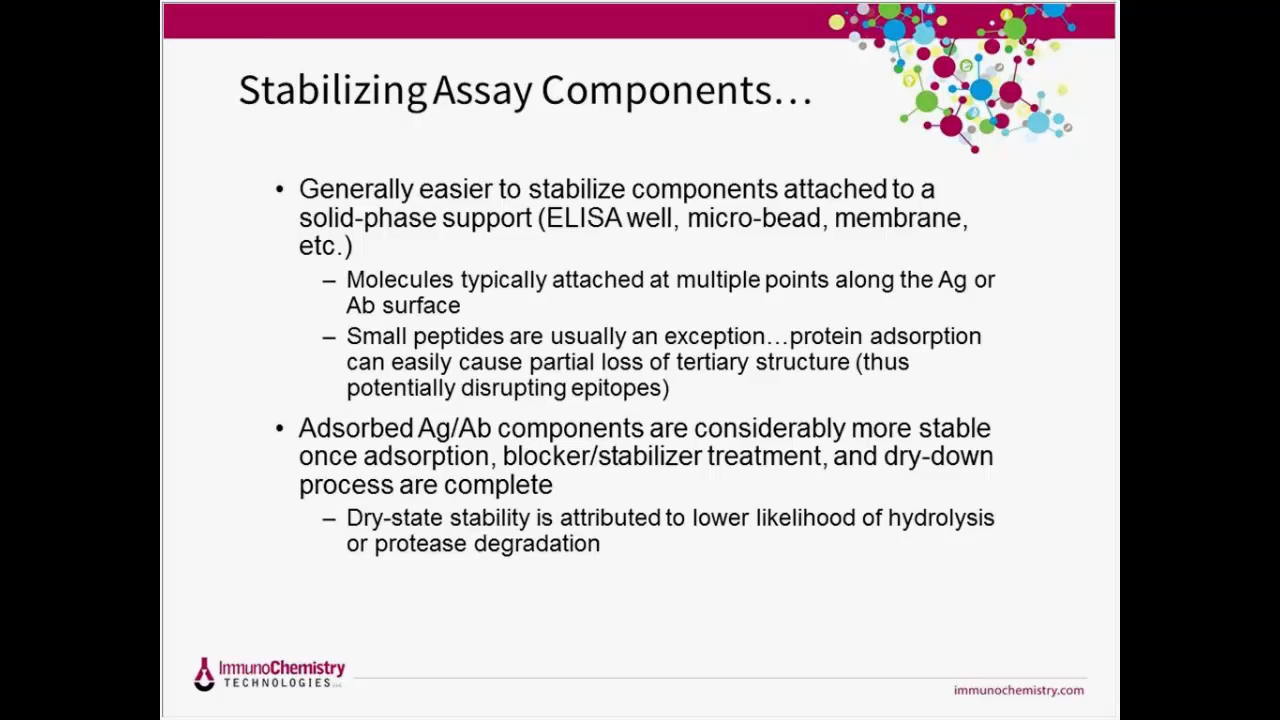 Stabilizing Assay Components…
• Generally easier to stabilize components attached to a
solid-phase support (ELISA well, micro-bead, membrane,
etc.)
– Molecules typically attached at multiple points along the Ag or
Ab surface
– Small peptides are usually an exception…protein adsorption
can easily cause partial loss of tertiary structure (thus
potentially disrupting epitopes)
• Adsorbed Ag/Ab components are considerably more stable
once adsorption, blocker/stabilizer treatment, and dry-down
process are complete
– Dry-state stability is attributed to lower likelihood of hydrolysis
or protease degradation
ImmunoChemistry
TECHNOLOGIES
immunochemistry.com